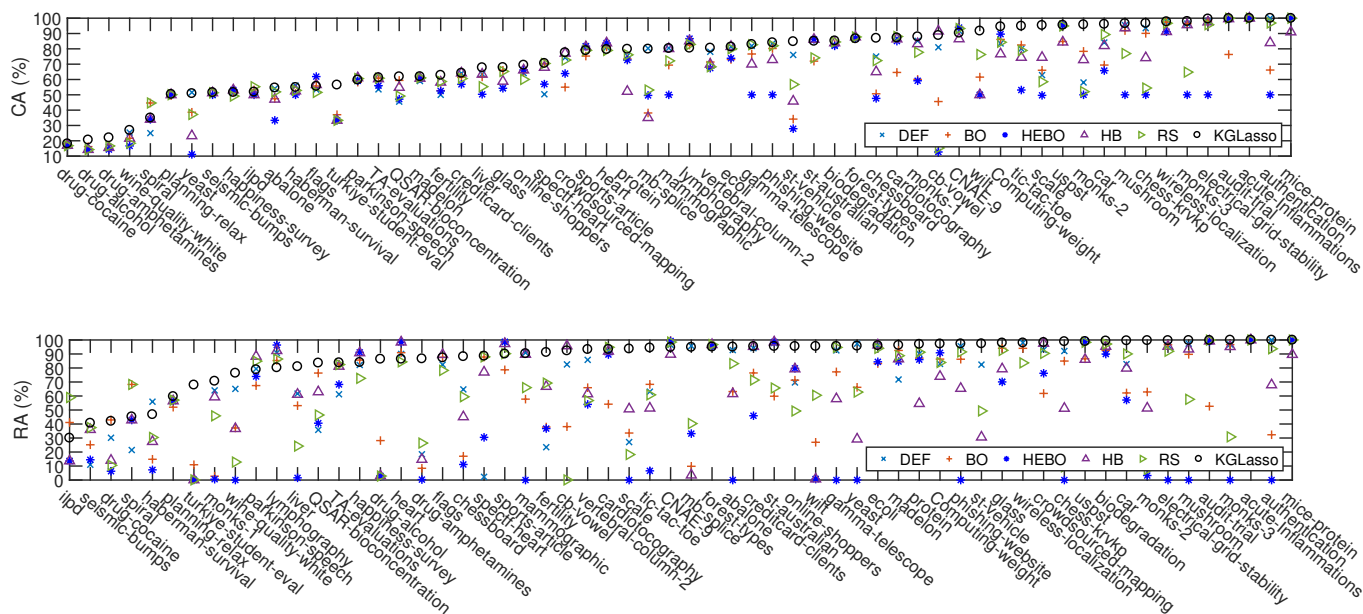 CA (%)
100
90
80
70
60
50
40
30
20
10
DEF BO HEBO HB RS KGLasso
drug-cocaine
drug-alcohol
drug-amphetamines
wine-quality-white
spiral
planning-relax
yeast
seismic-bumps
happiness-survey
ilpd
abanone
haberman-survival
flags
turkiye-student-eval
parkinson-speech
TA-evaluations
QSAR-bioconcentration
madelon
fertility
creditcard-clients
liver
glass
online-shoppers
crowdsourced-mapping
spect-heart
sports-article
heart
protein
mb-splice
mammographic
lymphography
vertebral-column-2
ecoli
gamma-telescope
phishing-website
st-vehicle
st-australian
biodegradation
forest-types
chessboard
cardiotocography
monks-1
cb-vowel
CNAE-9
wifi
Computing-weight
tic-tac-toe
scale
usps
monks-2
car
mushroom
chess-krvkp
wireless-localization
monks-3
electrical-grid-stability
audit-trial
acute-Inflammations
authentication
mice-protein
RA (%)
100
90
80
70
60
50
40
30
20
10
0
DEF BO HEBO HB RS KGLasso
ilpd
seismic-bumps
drug-cocaine
spiral
haberman-survival
planning-relax
turkiye-student-eval
monks-1
wine-quality-white
parkinson-speech
lymphography
liver
QSAR-bioconcentration
TA-evaluations
happiness-survey
drug-alcohol
heart
drug-amphetamines
flags
chessboard
spect-heart
sport-article
mammographic
fertility
cb-vowel
vertebral-column-2
cardiotocography
scale
tic-tac-toe
CNAE-9
mb-splice
forest-types
abanone
creditcard-clients
st-australian
online-shoppers
wifi
gamma-telescope
yeast
ecoli
madelon
protein
Computing-weight
phishing-website
st-vehicle
glass
wireless-localization
crowdsourced-mapping
chess-krvkp
usps
biodegradation
car
monks-2
electrical-grid-stability
mushroom
audit-trial
monks-3
acute-Inflammations
authentication
mice-protein